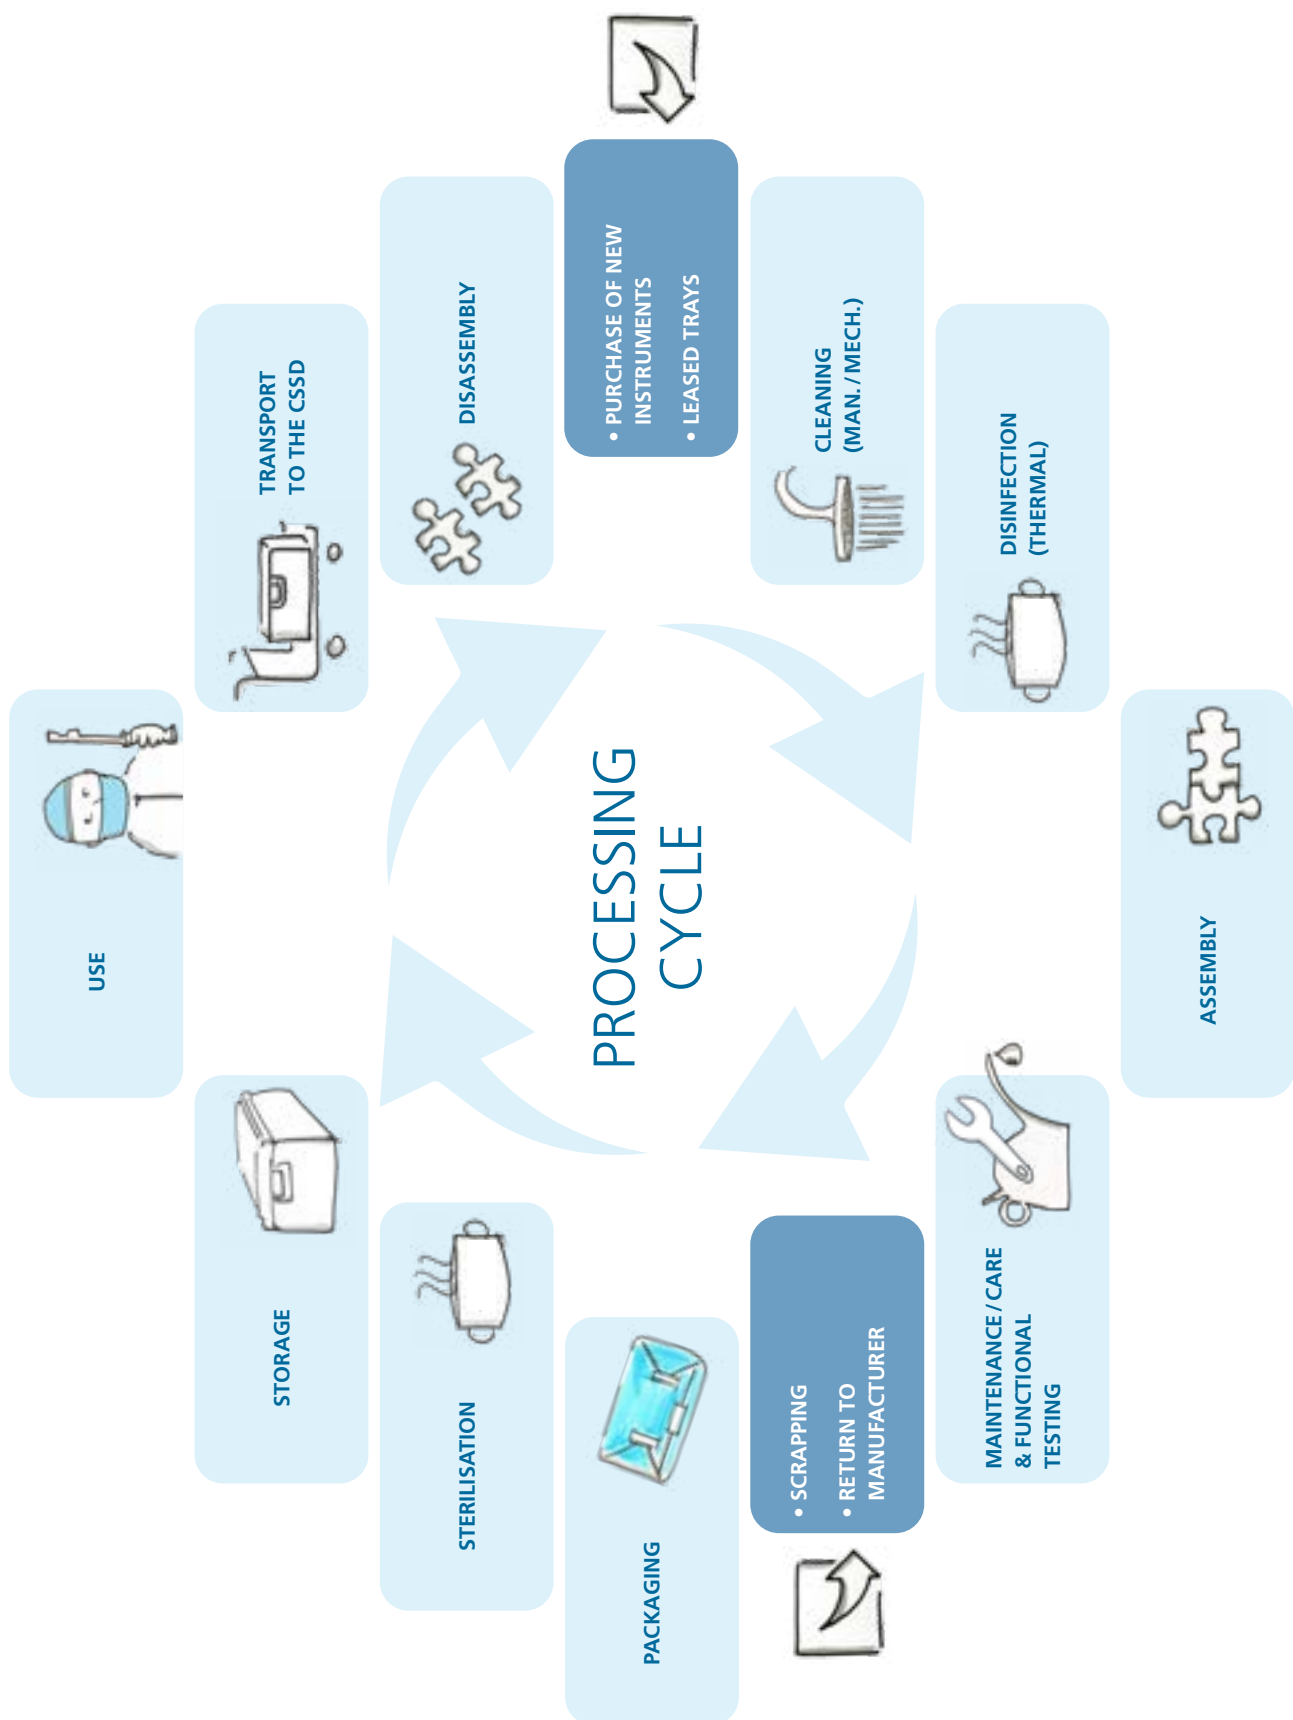 USE
TRANSPORT
TO THE CSSD
DISASSEMBLY
• PURCHASE OF NEW
INSTRUMENTS
• LEASED TRAYS
CLEANING
(MAN. / MECH.)
DISINFECTION
(THERMAL)
ASSEMBLY
MAINTENANCE / CARE
& FUNCTIONAL
TESTING
• SCRAPPING
• RETURN TO
MANUFACTURER
PACKAGING
STERILISATION
STORAGE
PROCESSING
CYCLE